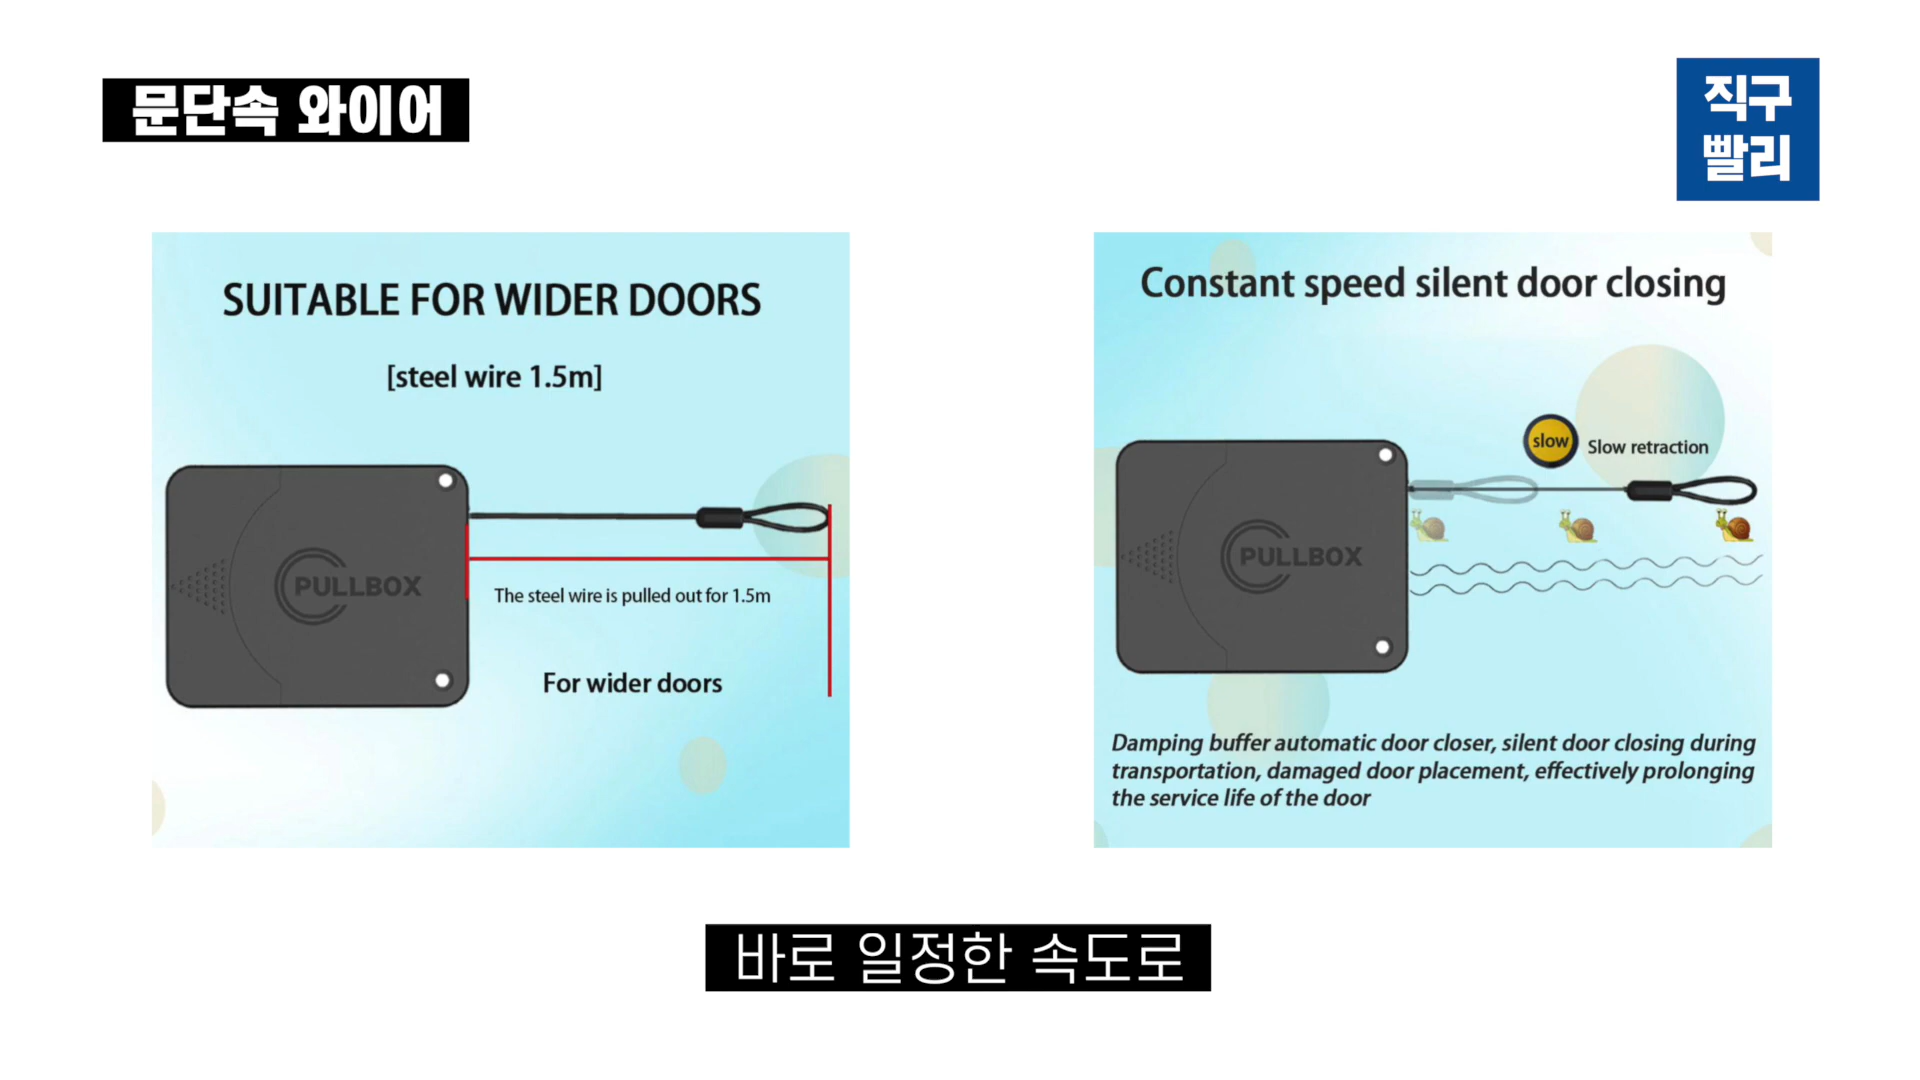 문단속 와이어
직구
빨리
SUITABLE FOR WIDER DOORS
[steel wire 1.5m]
PULLBOX
The steel wire is pulled out for 1.5m
For wider doors
Constant speed silent door closing
slow
Slow retraction
PULLBOX
Damping buffer automatic door closer, silent door closing during
transportation, damaged door placement, effectively prolonging
the service life of the door
바로 일정한 속도로